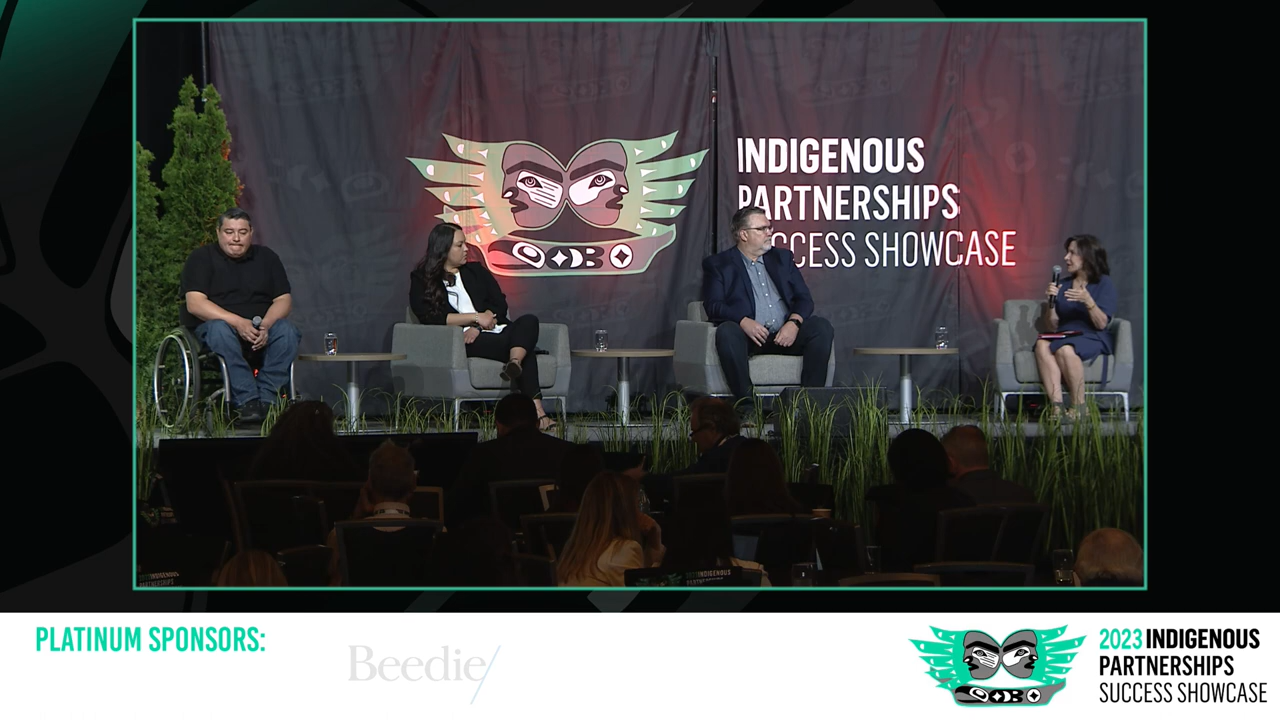 INDIGENOUS
PARTNERSHIPS
SUCCESS SHOWCASE
PLATINUM SPONSORS:
Beedie/
2023 INDIGENOUS
PARTNERSHIPS
SUCCESS SHOWCASE